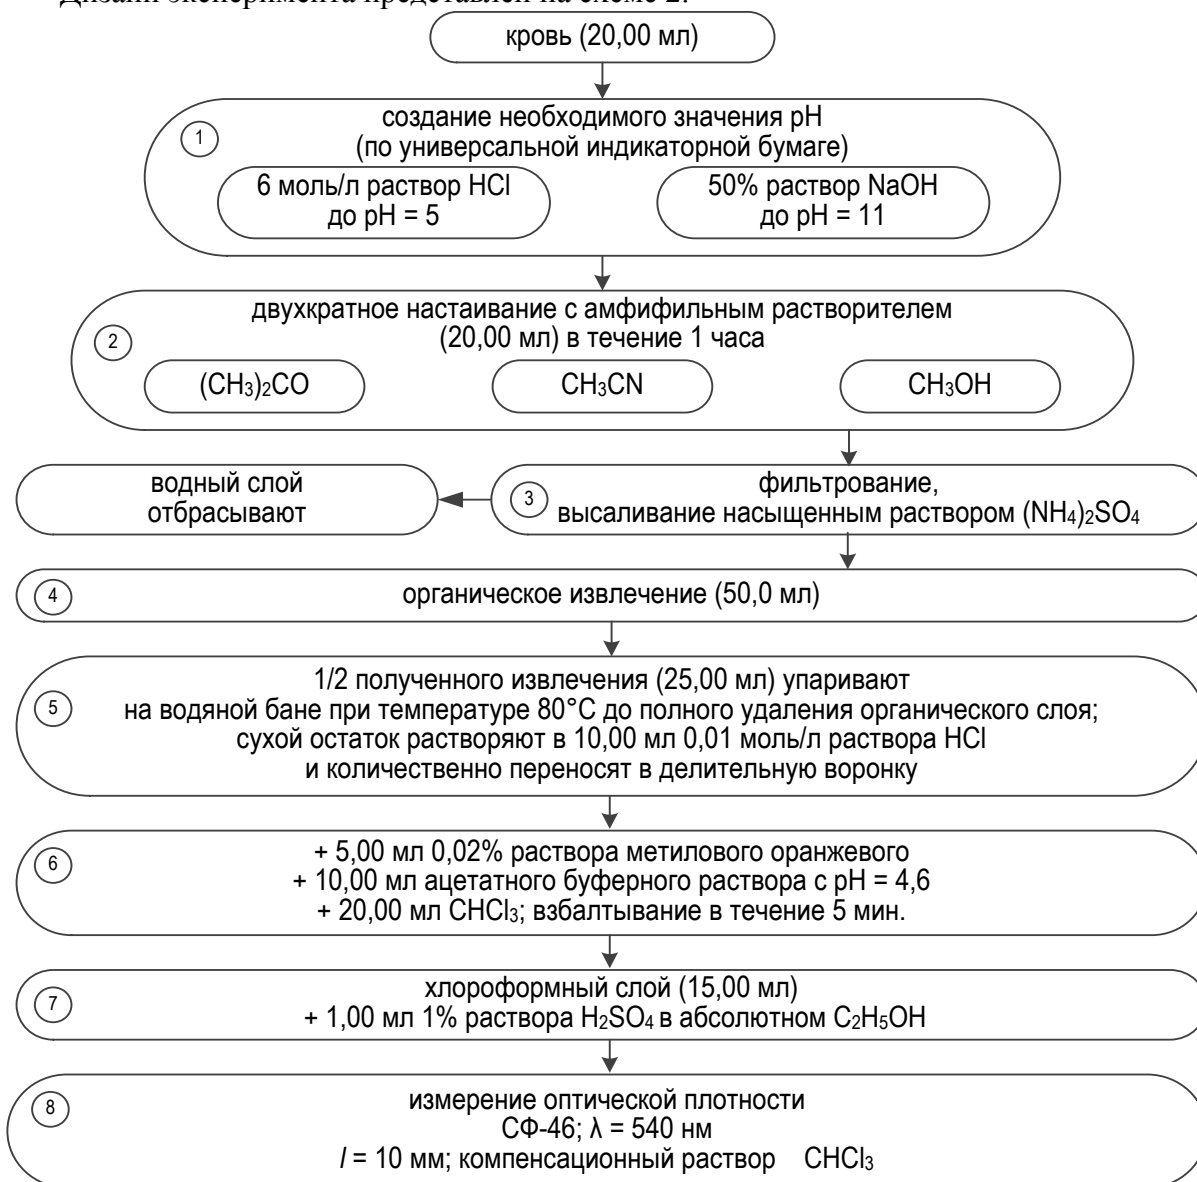 Дизайн эксперимента представлен на схеме 2.
кровь (20,00 мл)
1
создание необходимого значения pH
(по универсальной индикаторной бумаге)
6 моль/л раствор HCl
до pH = 5
50% раствор NaOH
до pH = 11
2
двухкратное настаивание с амфифильным растворителем
(20,00 мл) в течение 1 часа
(CH₃)₂CO
CH₃CN
CH₃OH
водный слой
отбрасывают
3
фильтрование,
высаливание насыщенным раствором (NH₄)₂SO₄
4
органическое извлечение (50,0 мл)
5
1/2 полученного извлечения (25,00 мл) упаривают
на водяной бане при температуре 80°C до полного удаления органического слоя;
сухой остаток растворяют в 10,00 мл 0,01 моль/л раствора HCl
и количественно переносят в делительную воронку
6
+ 5,00 мл 0,02% раствора метилового оранжевого
+ 10,00 мл ацетатного буферного раствора с pH = 4,6
+ 20,00 мл CHCl₃; взбалтывание в течение 5 мин.
7
хлороформный слой (15,00 мл)
+ 1,00 мл 1% раствора H₂SO₄ в абсолютном C₂H₅OH
8
измерение оптической плотности
СФ-46; λ = 540 нм
l = 10 мм; компенсационный раствор CHCl₃